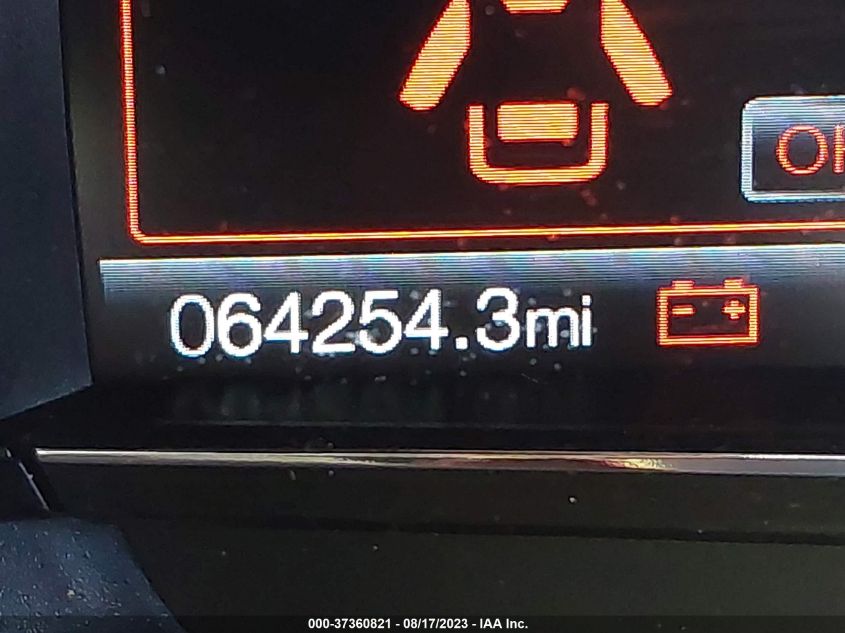 064254.3mi
000-37360821 - 08/17/2023 - IAA Inc.